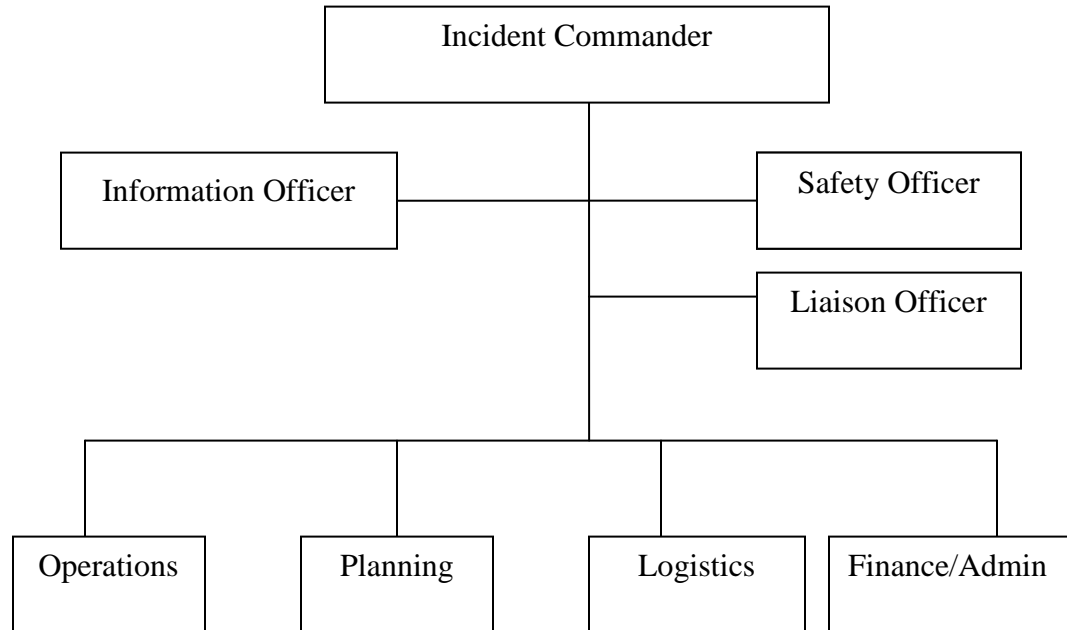 Incident Commander
Information Officer
Safety Officer
Liaison Officer
Operations
Planning
Logistics
Finance/Admin